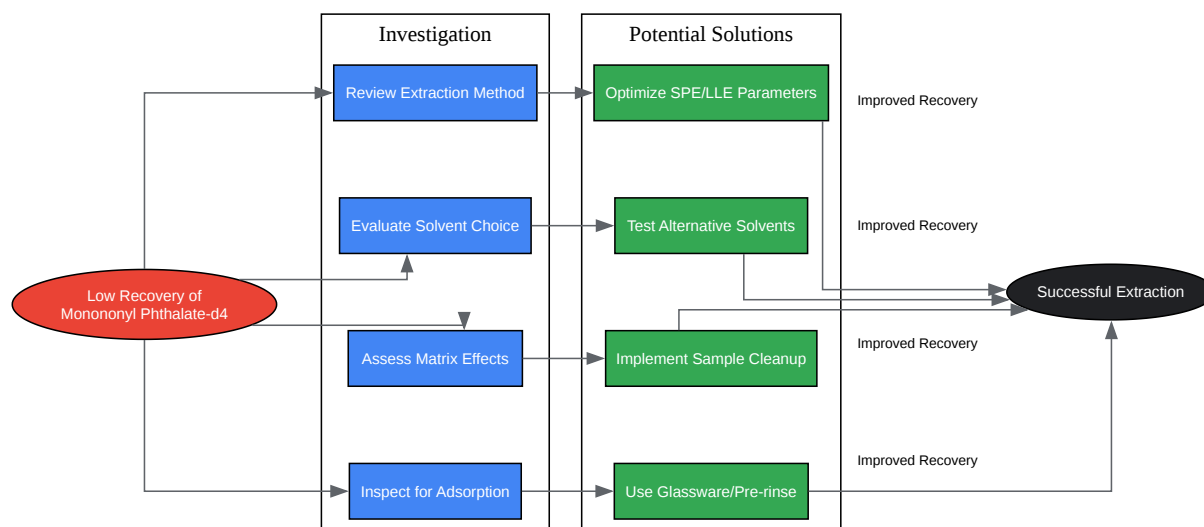 Investigation
Potential Solutions
Review Extraction Method
Optimize SPE/LLE Parameters
Improved Recovery
Evaluate Solvent Choice
Test Alternative Solvents
Improved Recovery
Low Recovery of
Mononyl Phthalate-d4
Successful Extraction
Assess Matrix Effects
Implement Sample Cleanup
Improved Recovery
Inspect for Adsorption
Use Glassware/Pre-rinse
Improved Recovery